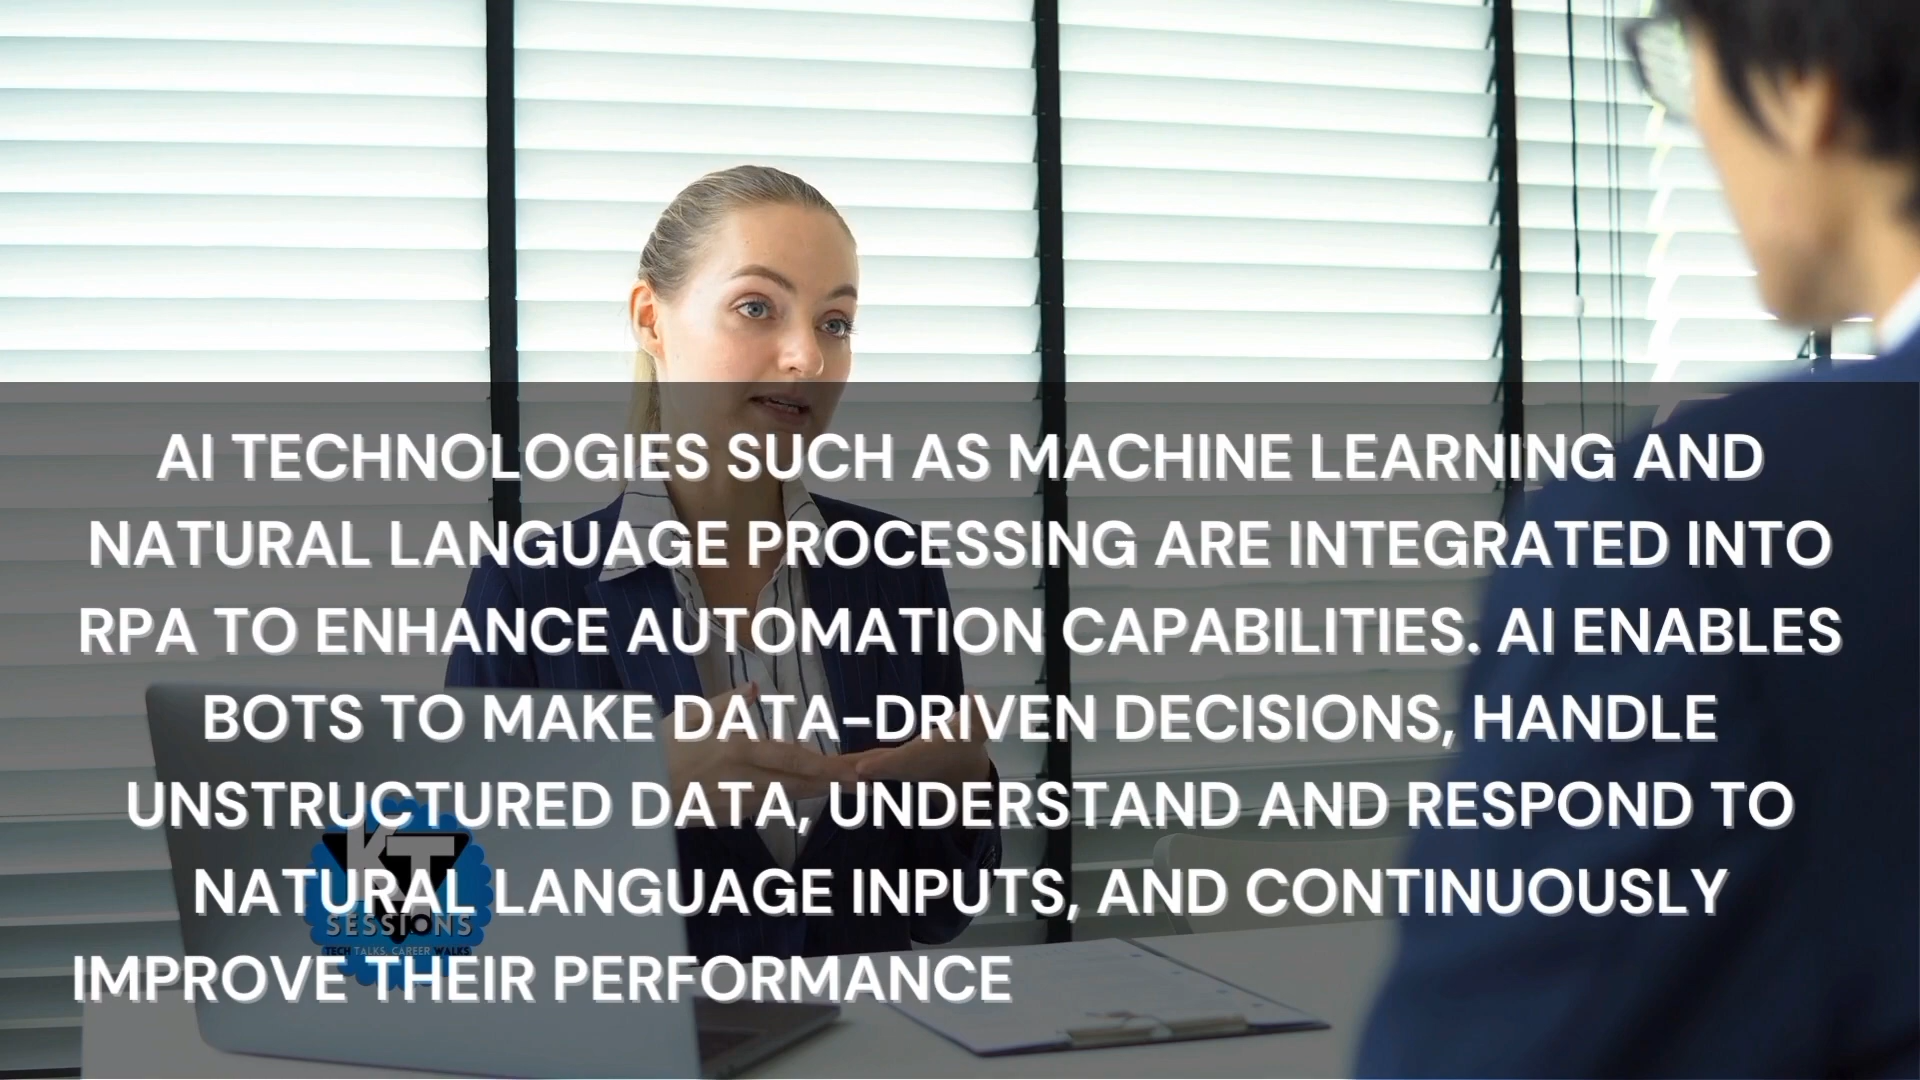 AI TECHNOLOGIES SUCH AS MACHINE LEARNING AND
NATURAL LANGUAGE PROCESSING ARE INTEGRATED INTO
RPA TO ENHANCE AUTOMATION CAPABILITIES. AI ENABLES
BOTS TO MAKE DATA-DRIVEN DECISIONS, HANDLE
UNSTRUCTURED DATA, UNDERSTAND AND RESPOND TO
NATURAL LANGUAGE INPUTS, AND CONTINUOUSLY
IMPROVE THEIR PERFORMANCE
KT
SESSIONS
TECH TALKS, CAREER WALKS